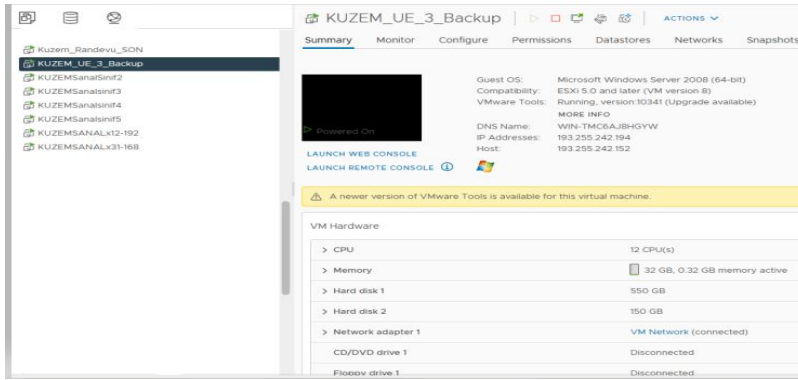 KUZEM_UE_3_Backup
ACTIONS
Summary Monitor Configure Permissions Datastores Networks Snapshots
Kuzem_Randevu_SON
KUZEM_UE_3_Backup
KUZEMSanalSinif2
KUZEMSanalsinif3
KUZEMSanalsinif4
KUZEMSanalsinif5
KUZEMSANALx12-192
KUZEMSANALx31-168
Powered On
LAUNCH WEB CONSOLE
LAUNCH REMOTE CONSOLE
Guest OS: Microsoft Windows Server 2008 (64-bit)
Compatibility: ESXi 5.0 and later (VM version 8)
VMware Tools: Running, version:10341 (Upgrade available)
MORE INFO
DNS Name: WIN-TMC6AJ8HGYW
IP Addresses: 193.255.242.194
Host: 193.255.242.152
A newer version of VMware Tools is available for this virtual machine.
VM Hardware
CPU 12 CPU(s)
Memory 32 GB, 0.32 GB memory active
Hard disk 1 550 GB
Hard disk 2 150 GB
Network adapter 1 VM Network (connected)
CD/DVD drive 1 Disconnected
Floppy drive 1 Disconnected